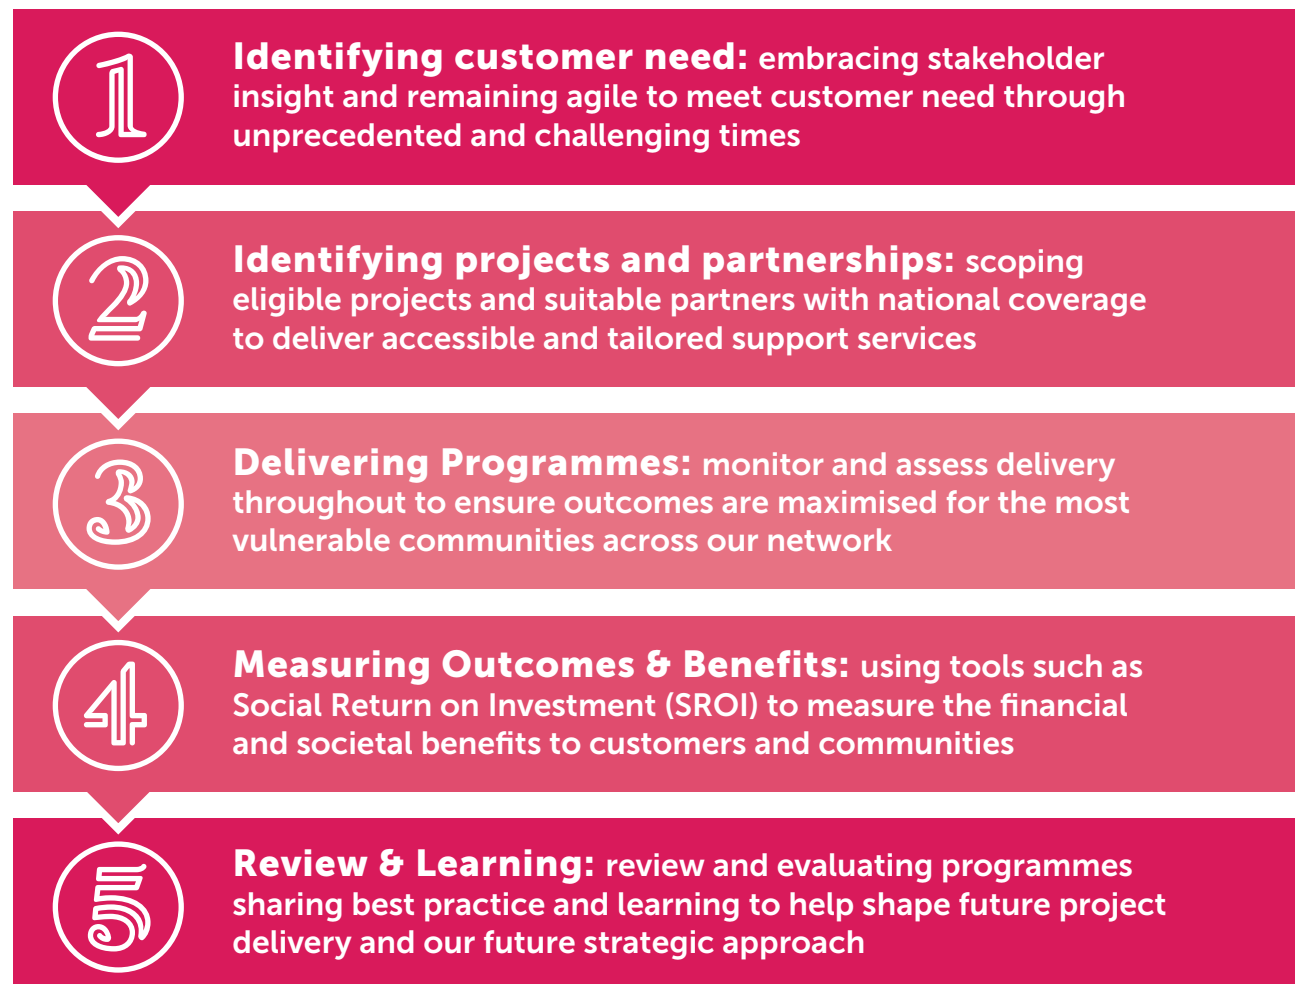 1
Identifying customer need: embracing stakeholder
insight and remaining agile to meet customer need through
unprecedented and challenging times
2
Identifying projects and partnerships: scoping
eligible projects and suitable partners with national coverage
to deliver accessible and tailored support services
3
Delivering Programmes: monitor and assess delivery
throughout to ensure outcomes are maximised for the most
vulnerable communities across our network
4
Measuring Outcomes & Benefits: using tools such as
Social Return on Investment (SROI) to measure the financial
and societal benefits to customers and communities
5
Review & Learning: review and evaluating programmes
sharing best practice and learning to help shape future project
delivery and our future strategic approach